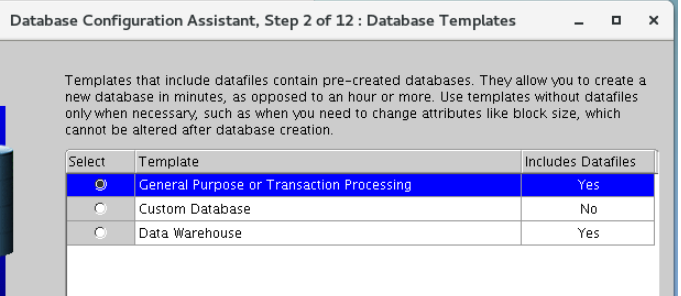 Database Configuration Assistant, Step 2 of 12 : Database Templates
Templates that include datafiles contain pre-created databases. They allow you to create a
new database in minutes, as opposed to an hour or more. Use templates without datafiles
only when necessary, such as when you need to change attributes like block size, which
cannot be altered after database creation.
Select Template Includes Datafiles
General Purpose or Transaction Processing Yes
Custom Database No
Data Warehouse Yes